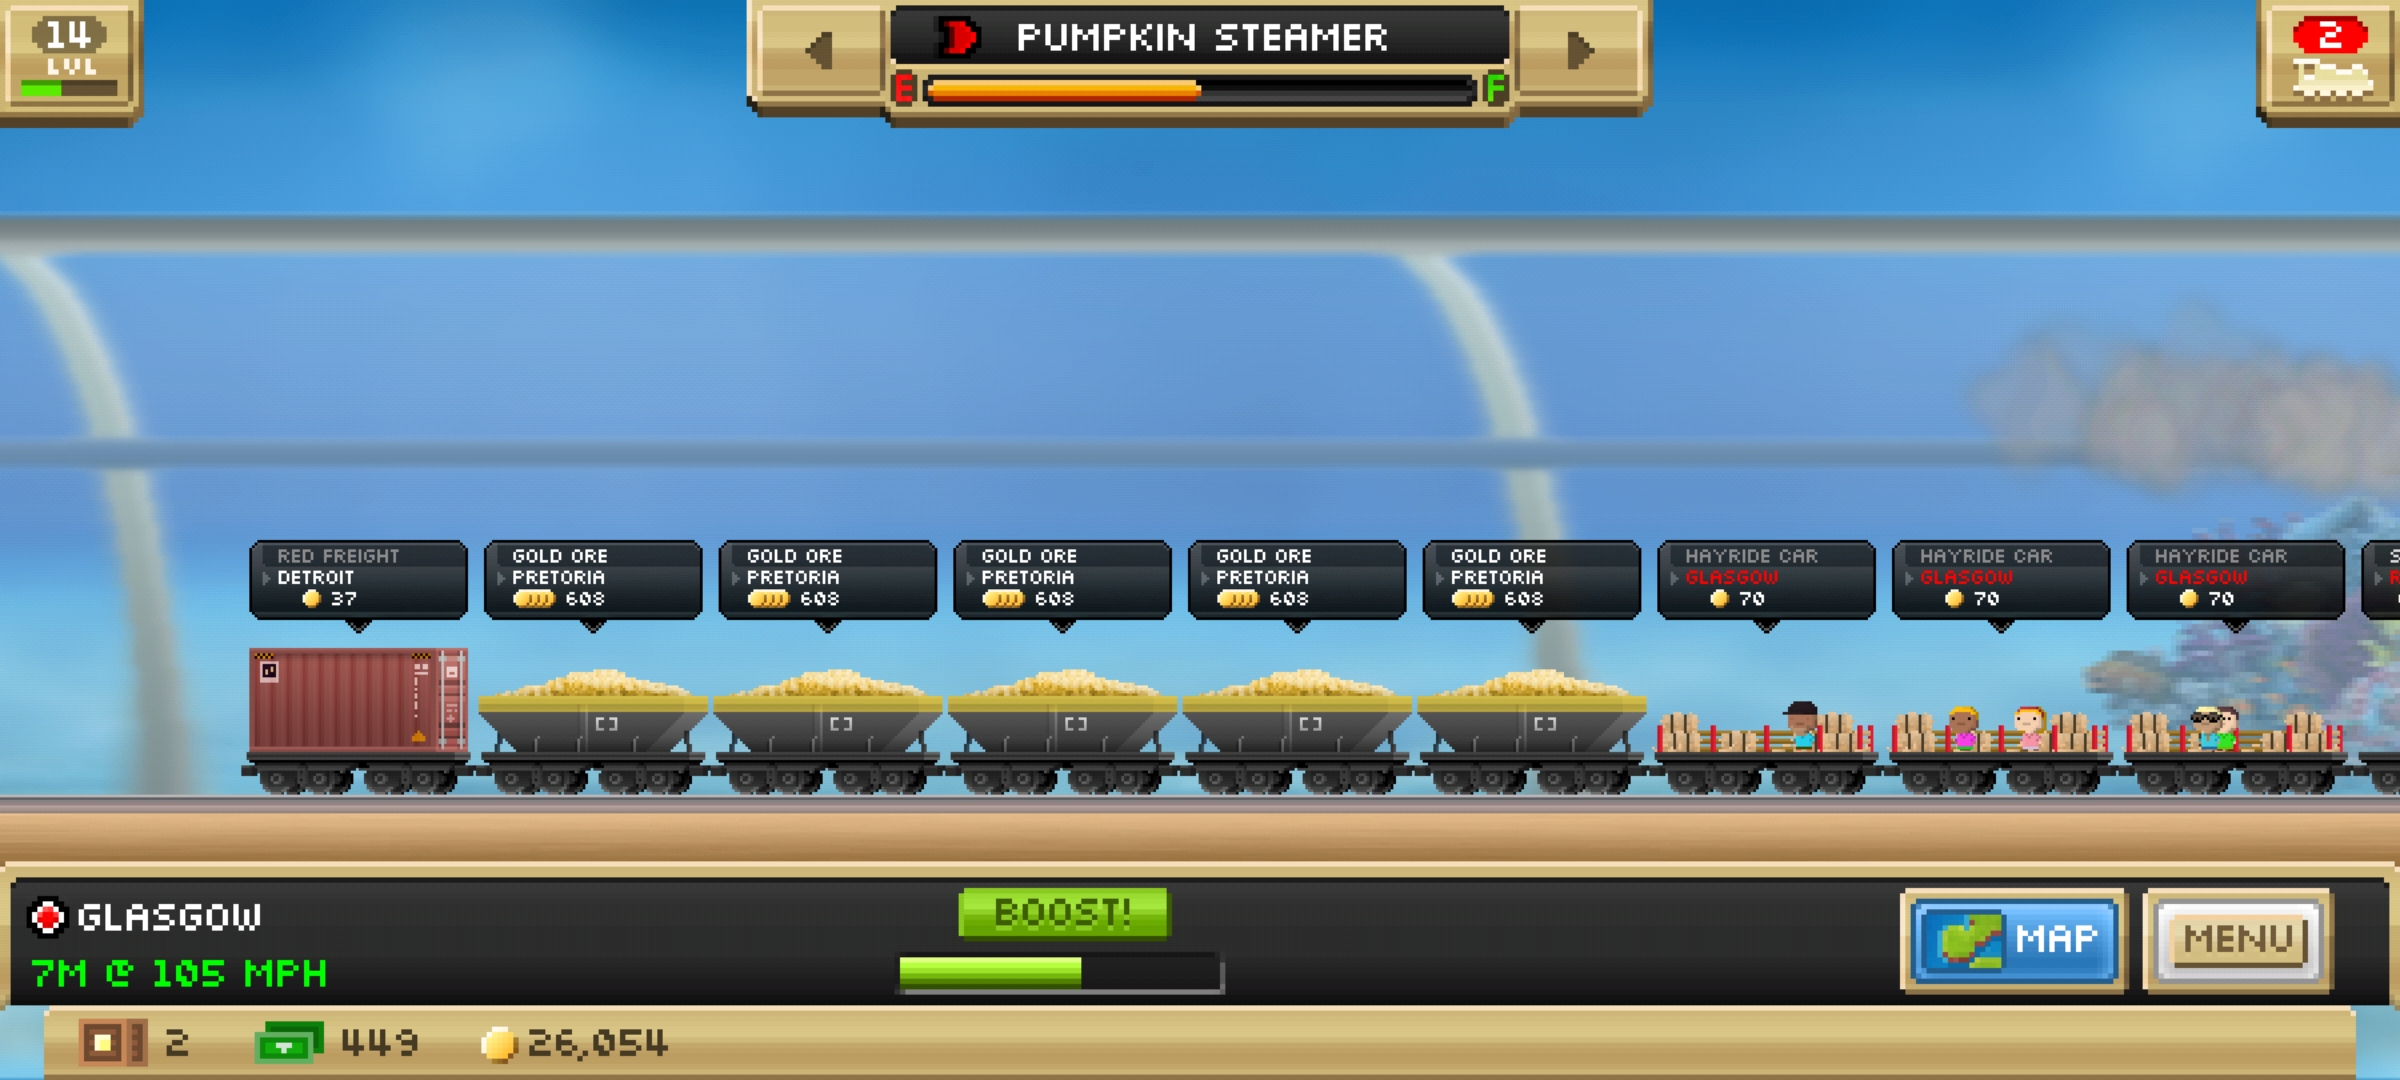 14
LVL
PUMPKIN STEAMER
E F
2
RED FREIGHT
DETROIT
37
GOLD ORE
PRETORIA
608
GOLD ORE
PRETORIA
608
GOLD ORE
PRETORIA
608
GOLD ORE
PRETORIA
608
GOLD ORE
PRETORIA
608
HAYRIDE CAR
GLASGOW
70
HAYRIDE CAR
GLASGOW
70
HAYRIDE CAR
GLASGOW
70
GLASGOW
7M @ 105 MPH
BOOST!
MAP
MENU
2
449
26,054